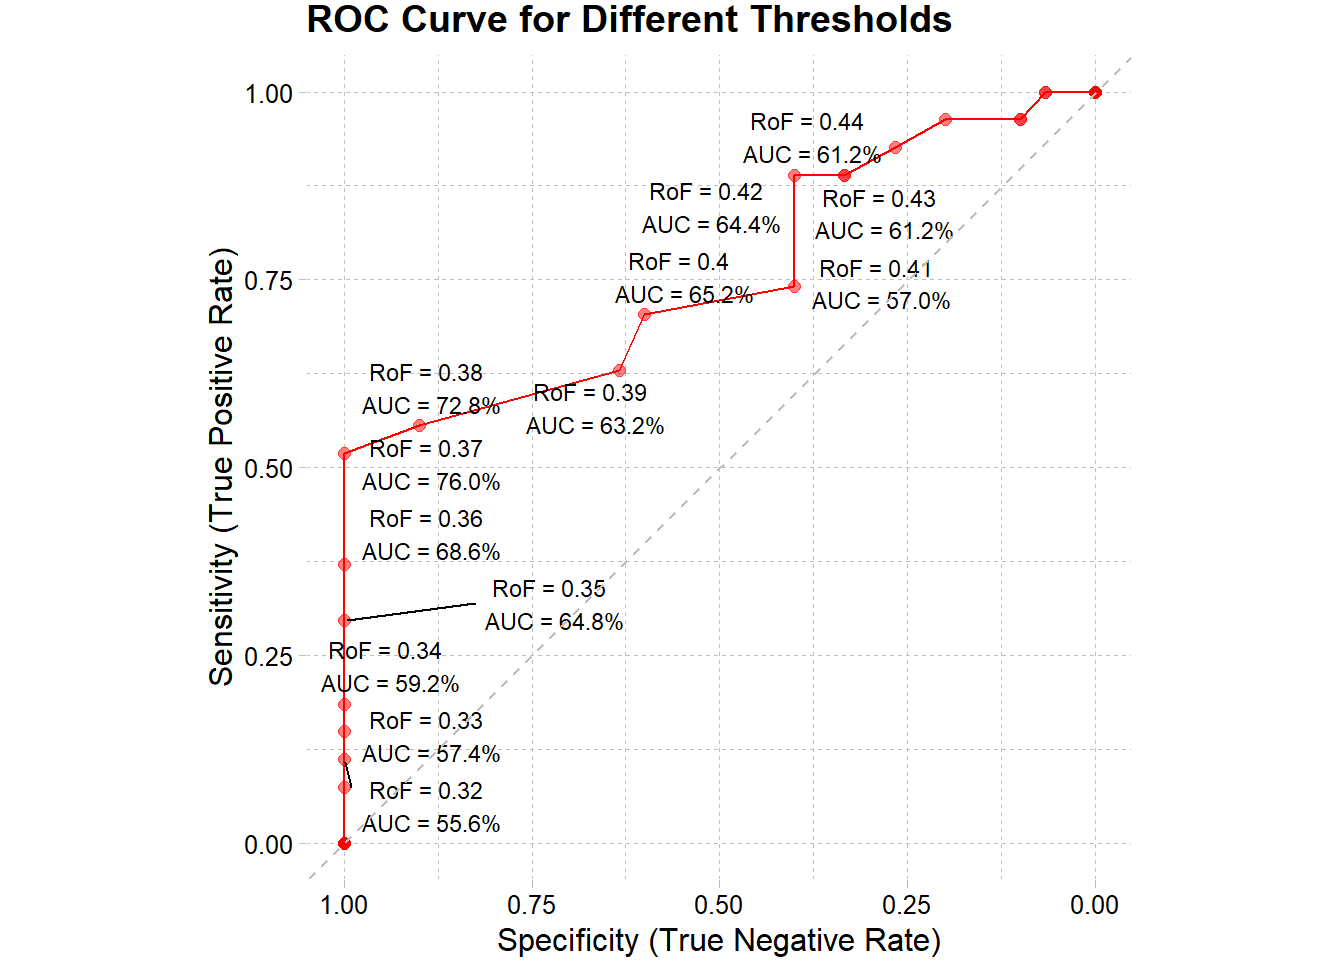 ROC Curve for Different Thresholds
Sensitivity (True Positive Rate)
1.00
0.75
0.50
0.25
0.00
RoF = 0.44
AUC = 61.2%
RoF = 0.42
AUC = 64.4%
RoF = 0.43
AUC = 61.2%
RoF = 0.4
AUC = 65.2%
RoF = 0.41
AUC = 57.0%
RoF = 0.38
AUC = 72.8%
RoF = 0.39
AUC = 63.2%
RoF = 0.37
AUC = 76.0%
RoF = 0.36
AUC = 68.6%
RoF = 0.35
AUC = 64.8%
RoF = 0.34
AUC = 59.2%
RoF = 0.33
AUC = 57.4%
RoF = 0.32
AUC = 55.6%
1.00
0.75
0.50
0.25
0.00
Specificity (True Negative Rate)